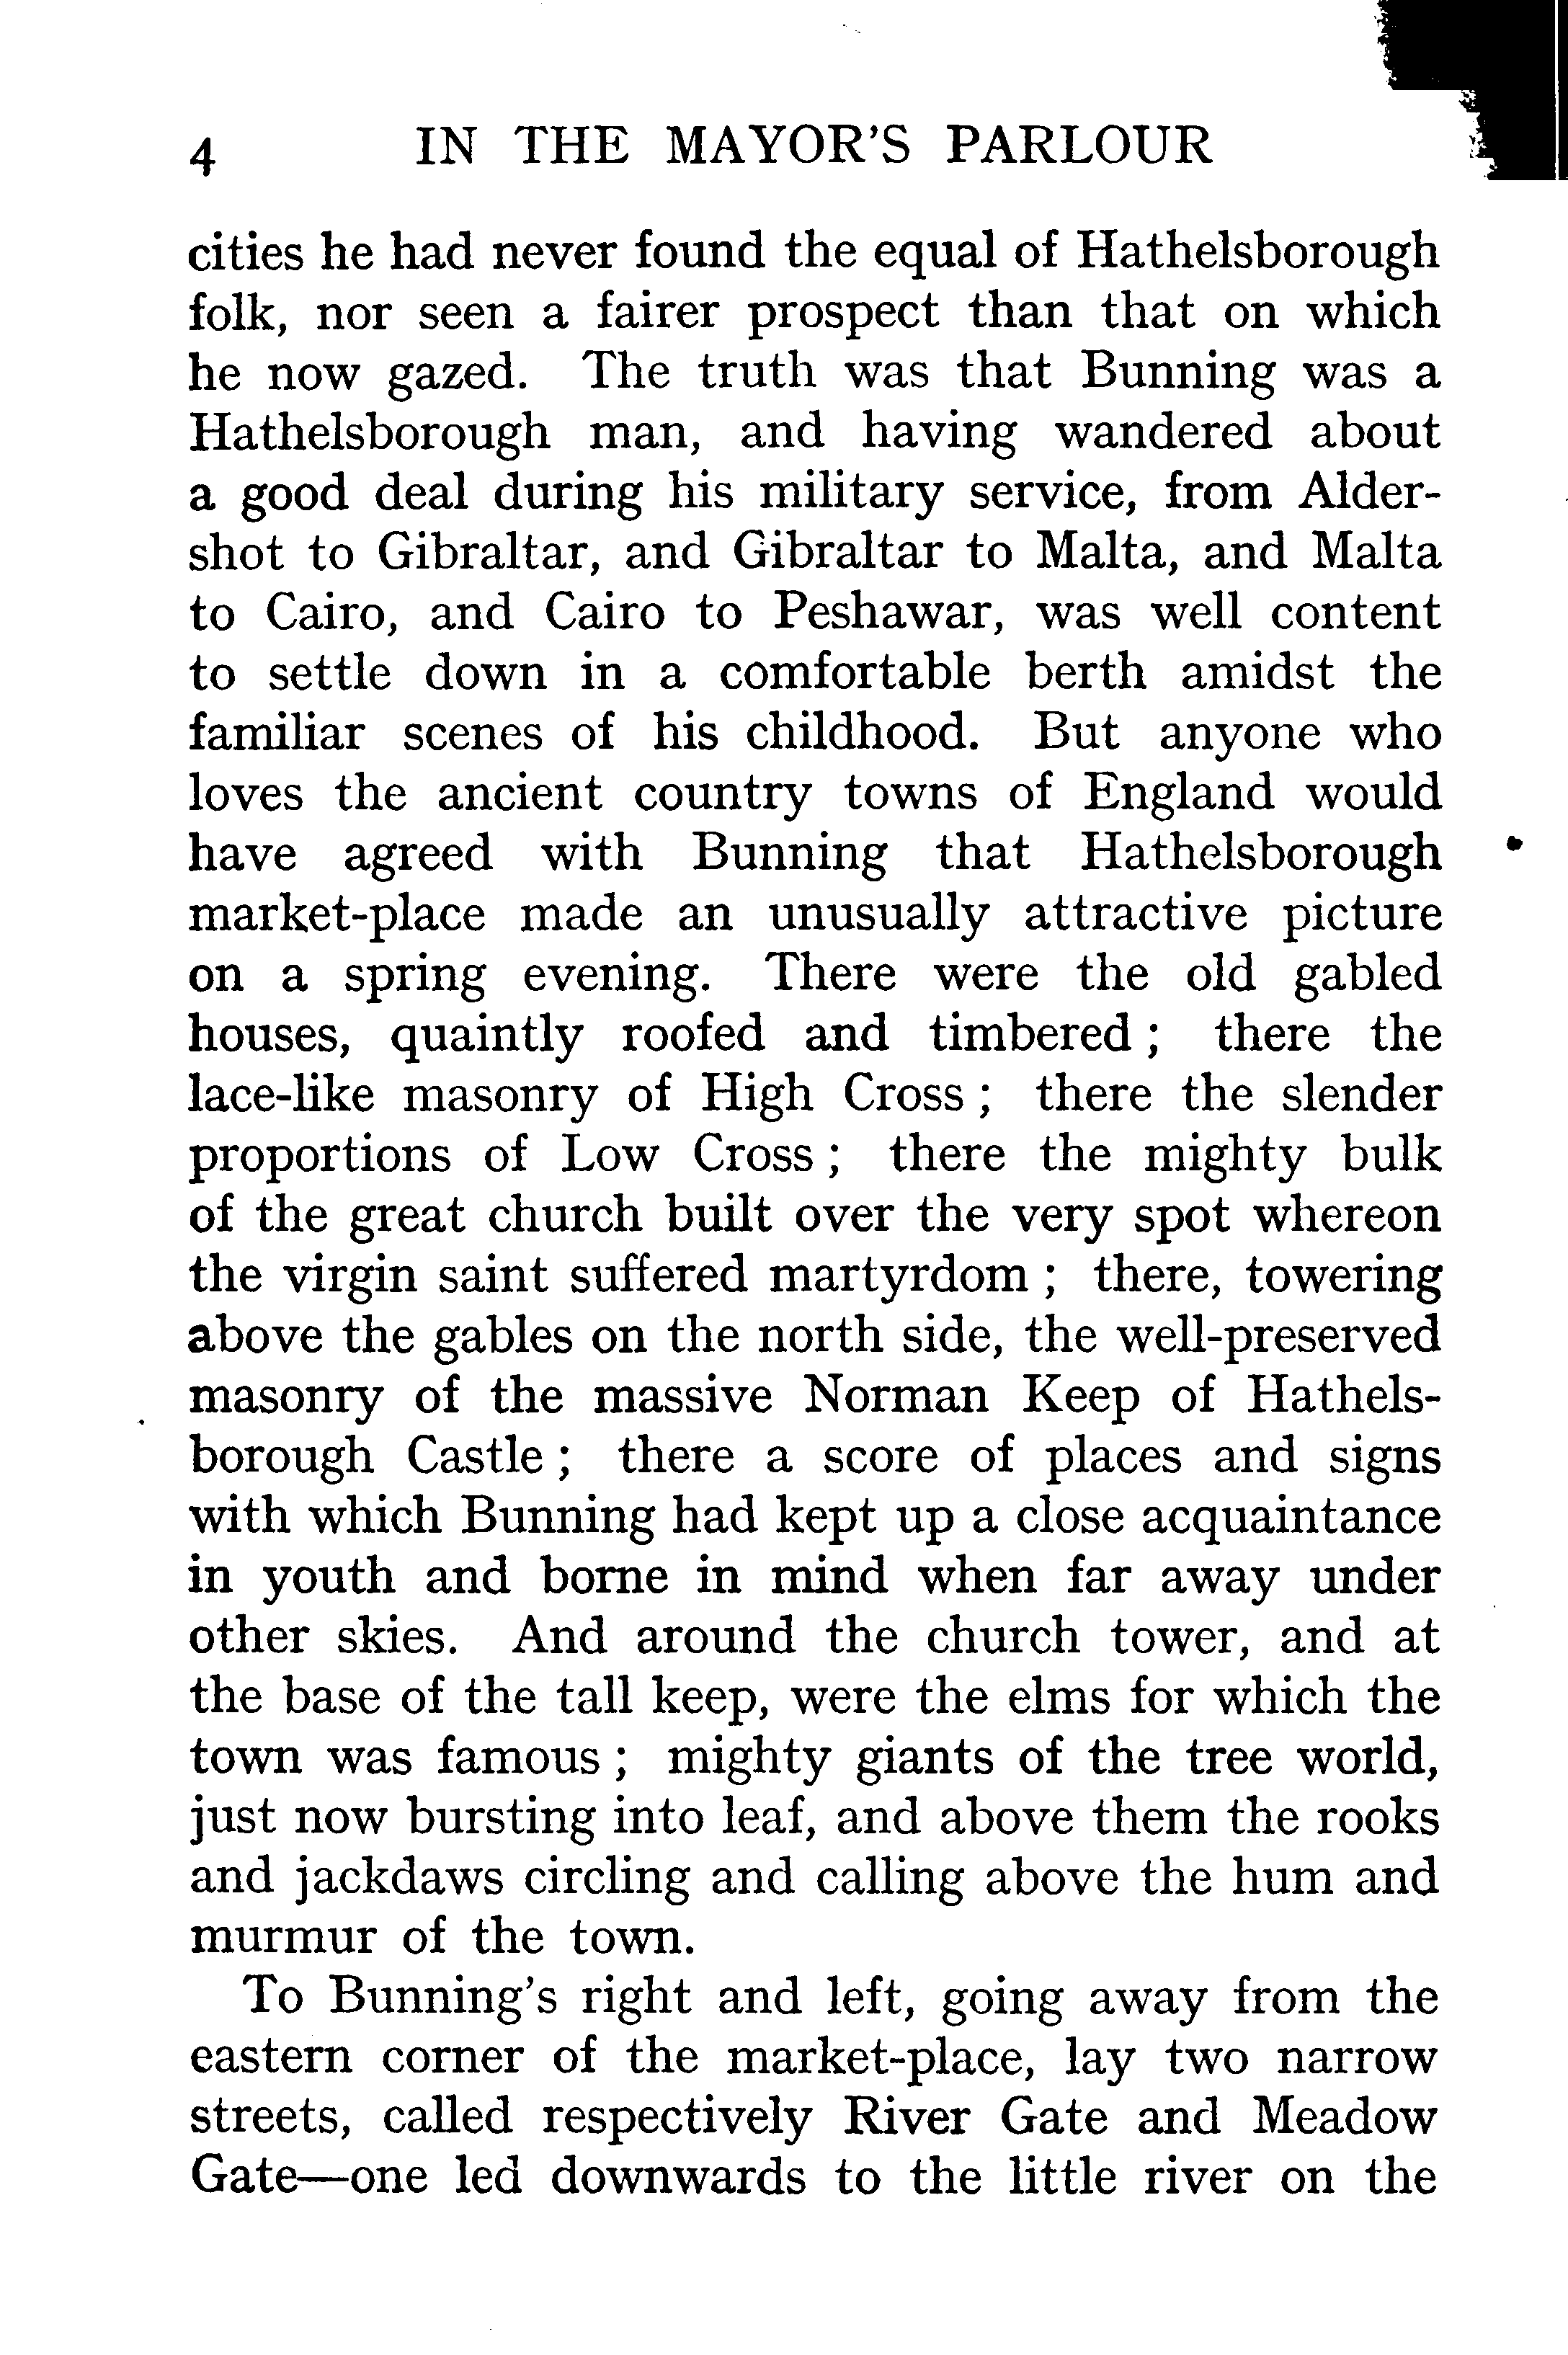 4 IN THE MAYOR'S PARLOUR
cities he had never found the equal of Hathelsborough
folk, nor seen a fairer prospect than that on which
he now gazed. The truth was that Bunning was a
Hathelsborough man, and having wandered about
a good deal during his military service, from Alder-
shot to Gibraltar, and Gibraltar to Malta, and Malta
to Cairo, and Cairo to Peshawar, was well content
to settle down in a comfortable berth amidst the
familiar scenes of his childhood. But anyone who
loves the ancient country towns of England would
have agreed with Bunning that Hathelsborough
market-place made an unusually attractive picture
on a spring evening. There were the old gabled
houses, quaintly roofed and timbered ; there the
lace-like masonry of High Cross ; there the slender
proportions of Low Cross ; there the mighty bulk
of the great church built over the very spot whereon
the virgin saint suffered martyrdom ; there, towering
above the gables on the north side, the well-preserved
masonry of the massive Norman Keep of Hathels-
borough Castle ; there a score of places and signs
with which Bunning had kept up a close acquaintance
in youth and borne in mind when far away under
other skies. And around the church tower, and at
the base of the tall keep, were the elms for which the
town was famous ; mighty giants of the tree world,
just now bursting into leaf, and above them the rooks
and jackdaws circling and calling above the hum and
murmur of the town.
To Bunning's right and left, going away from the
eastern corner of the market-place, lay two narrow
streets, called respectively River Gate and Meadow
Gate—one led downwards to the little river on the